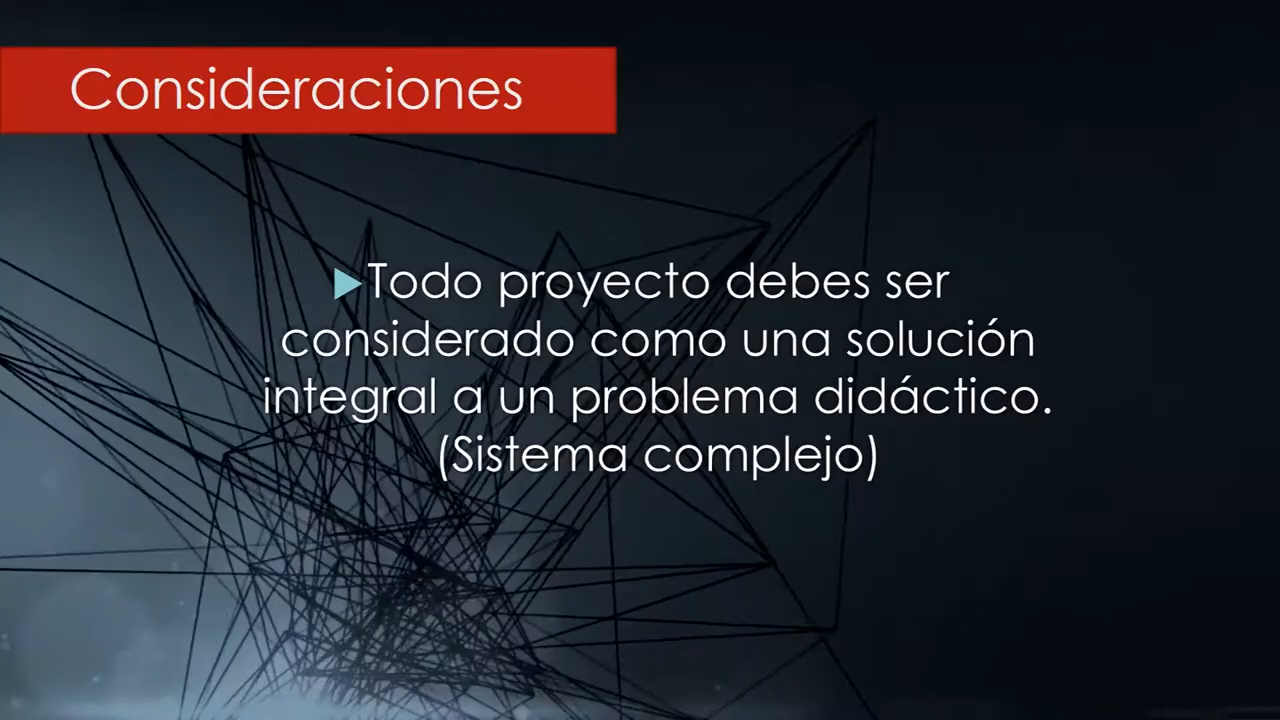 Consideraciones
Todo proyecto debes ser
considerado como una solución
integral a un problema didáctico.
(Sistema complejo)